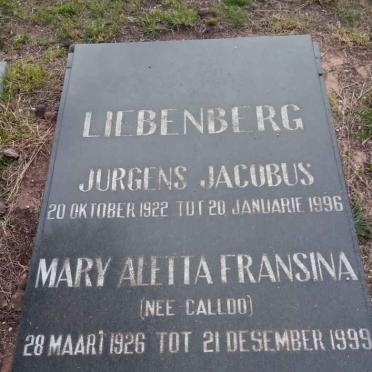 LIEBENBERG
JURGENS JACOBUS
20 OKTOBER 1922 TOT 20 JANUARIE 1996
MARY ALETTA FRANSINA
(NEE CALLDO)
28 MAART 1926 TOT 21 DESEMBER 1999